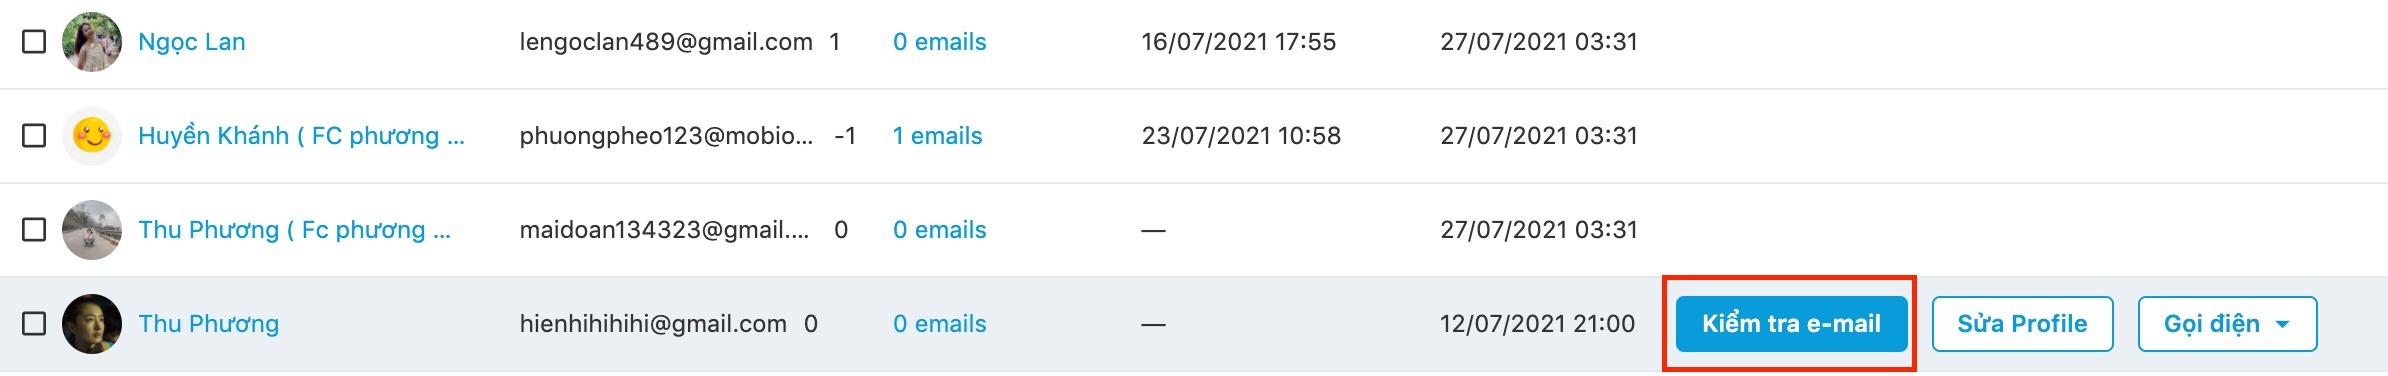 Ngọc Lan lengoclan489@gmail.com 1 0 emails 16/07/2021 17:55 27/07/2021 03:31
Huyền Khánh ( FC phương ... phuongpheo123@mobio... -1 1 emails 23/07/2021 10:58 27/07/2021 03:31
Thu Phương ( Fc phương ... maidoan134323@gmail.... 0 0 emails — 27/07/2021 03:31
Thu Phương hienhihihihi@gmail.com 0 0 emails — 12/07/2021 21:00 Kiểm tra e-mail Sửa Profile Gọi điện